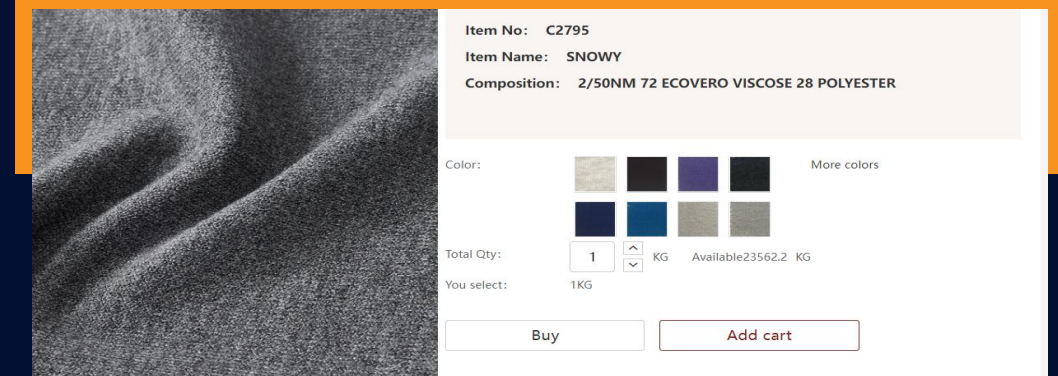 Item No: C2795
Item Name: SNOWY
Composition: 2/50NM 72 ECOVERO VISCOSE 28 POLYESTER
Color: More colors
Total Qty: 1 KG Available23562.2 KG
You select: 1KG
Buy Add cart